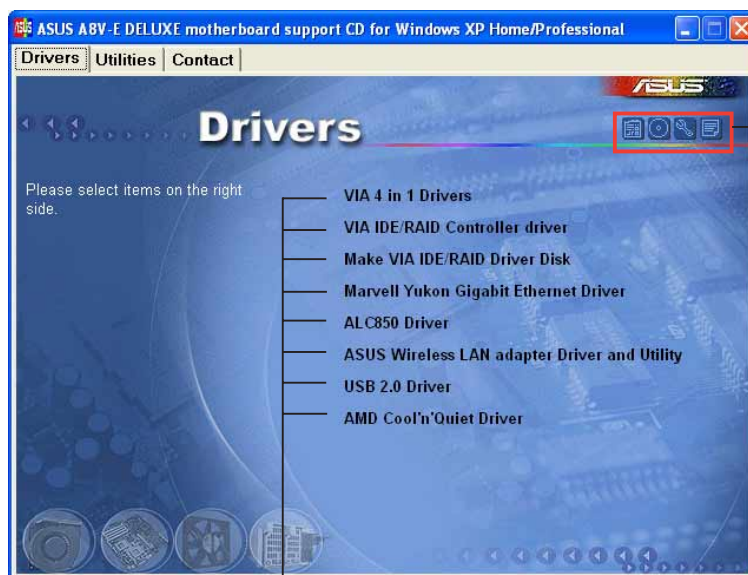 ASUS A8V-E DELUXE motherboard support CD for Windows XP Home/Professional
Drivers Utilities Contact
ASUS
Drivers
Please select items on the right
side.
VIA 4 in 1 Drivers
VIA IDE/RAID Controller driver
Make VIA IDE/RAID Driver Disk
Marvell Yukon Gigabit Ethernet Driver
ALC850 Driver
ASUS Wireless LAN adapter Driver and Utility
USB 2.0 Driver
AMD Cool'n'Quiet Driver